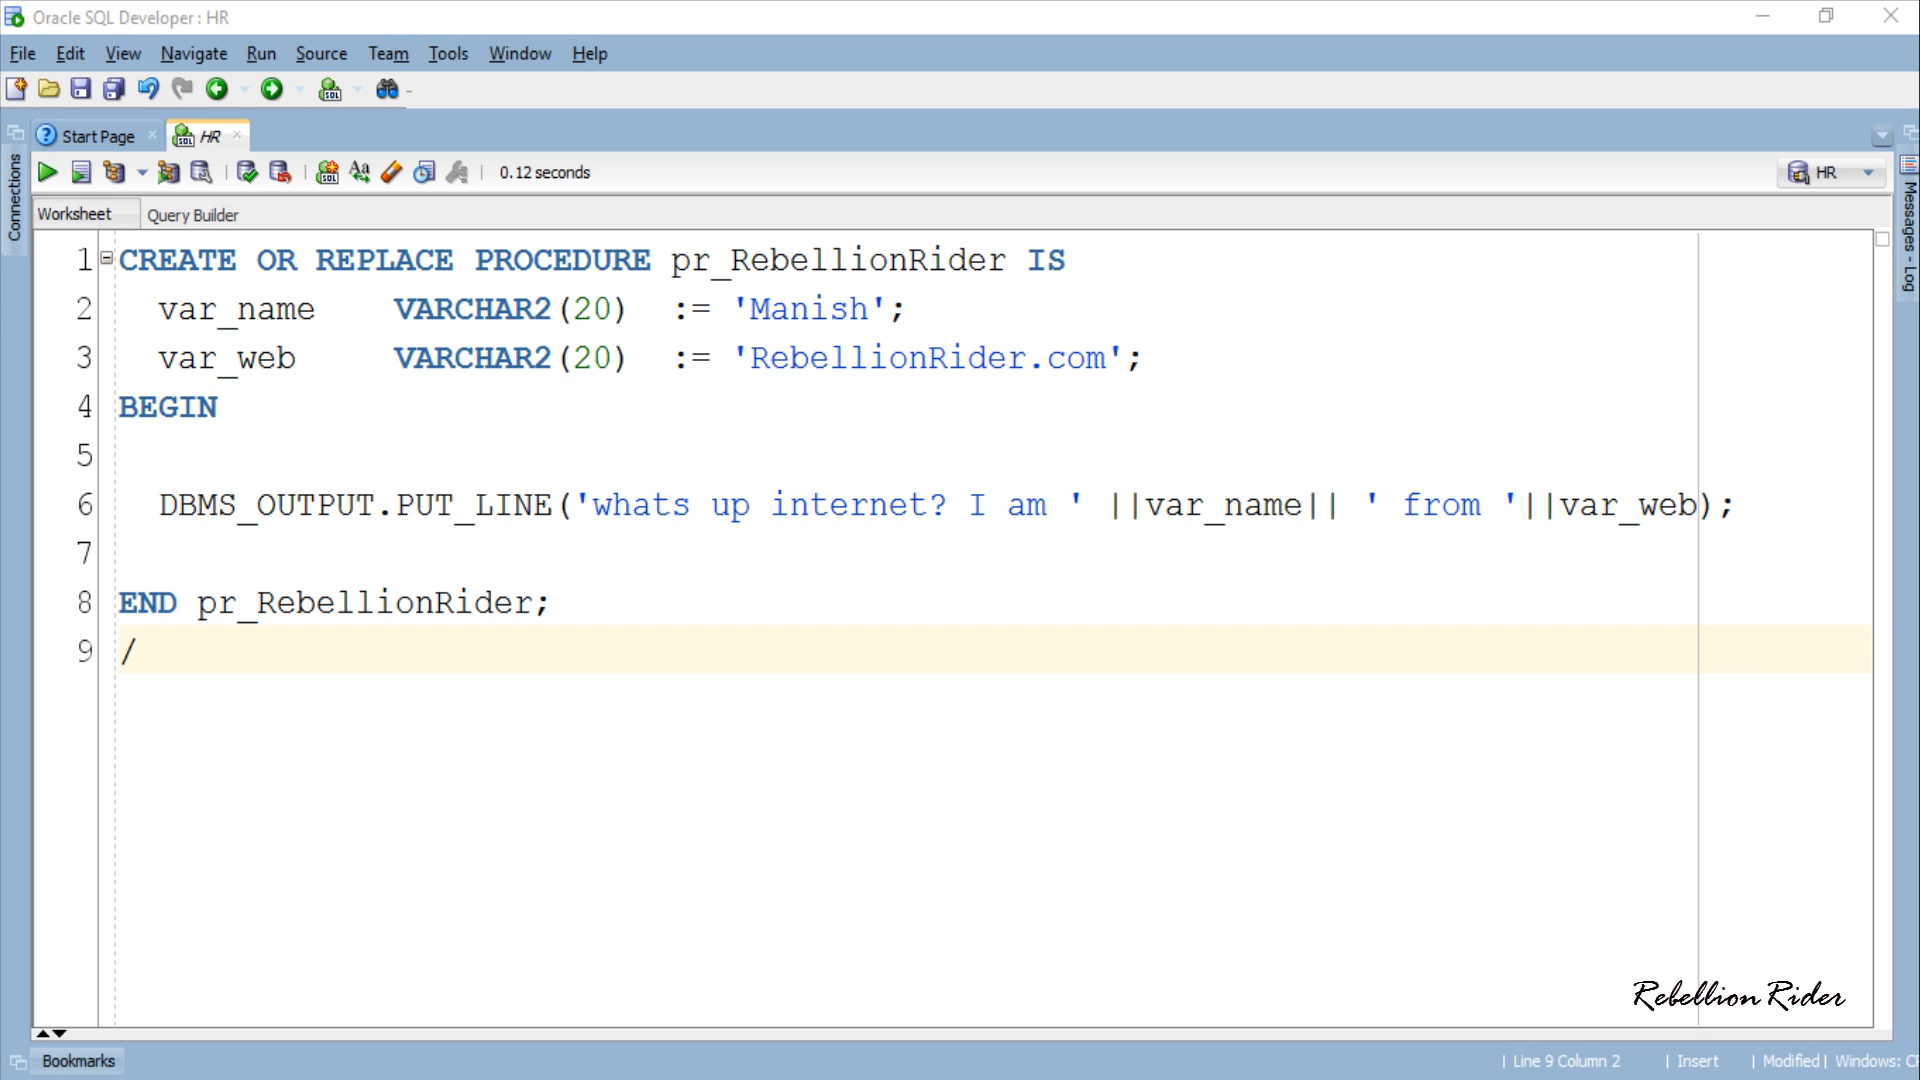 Oracle SQL Developer : HR
File Edit View Navigate Run Source Team Tools Window Help
Start Page HR
0.12 seconds HR
Connections
Messages - Log
Worksheet Query Builder
1 CREATE OR REPLACE PROCEDURE pr_RebellionRider IS
2 var_name VARCHAR2(20) := 'Manish';
3 var_web VARCHAR2(20) := 'RebellionRider.com';
4 BEGIN
5
6 DBMS_OUTPUT.PUT_LINE('whats up internet? I am ' ||var_name|| ' from '||var_web);
7
8 END pr_RebellionRider;
9 /
Rebellion Rider
Bookmarks
| Line 9 Column 2 | Insert | Modified | Windows: C